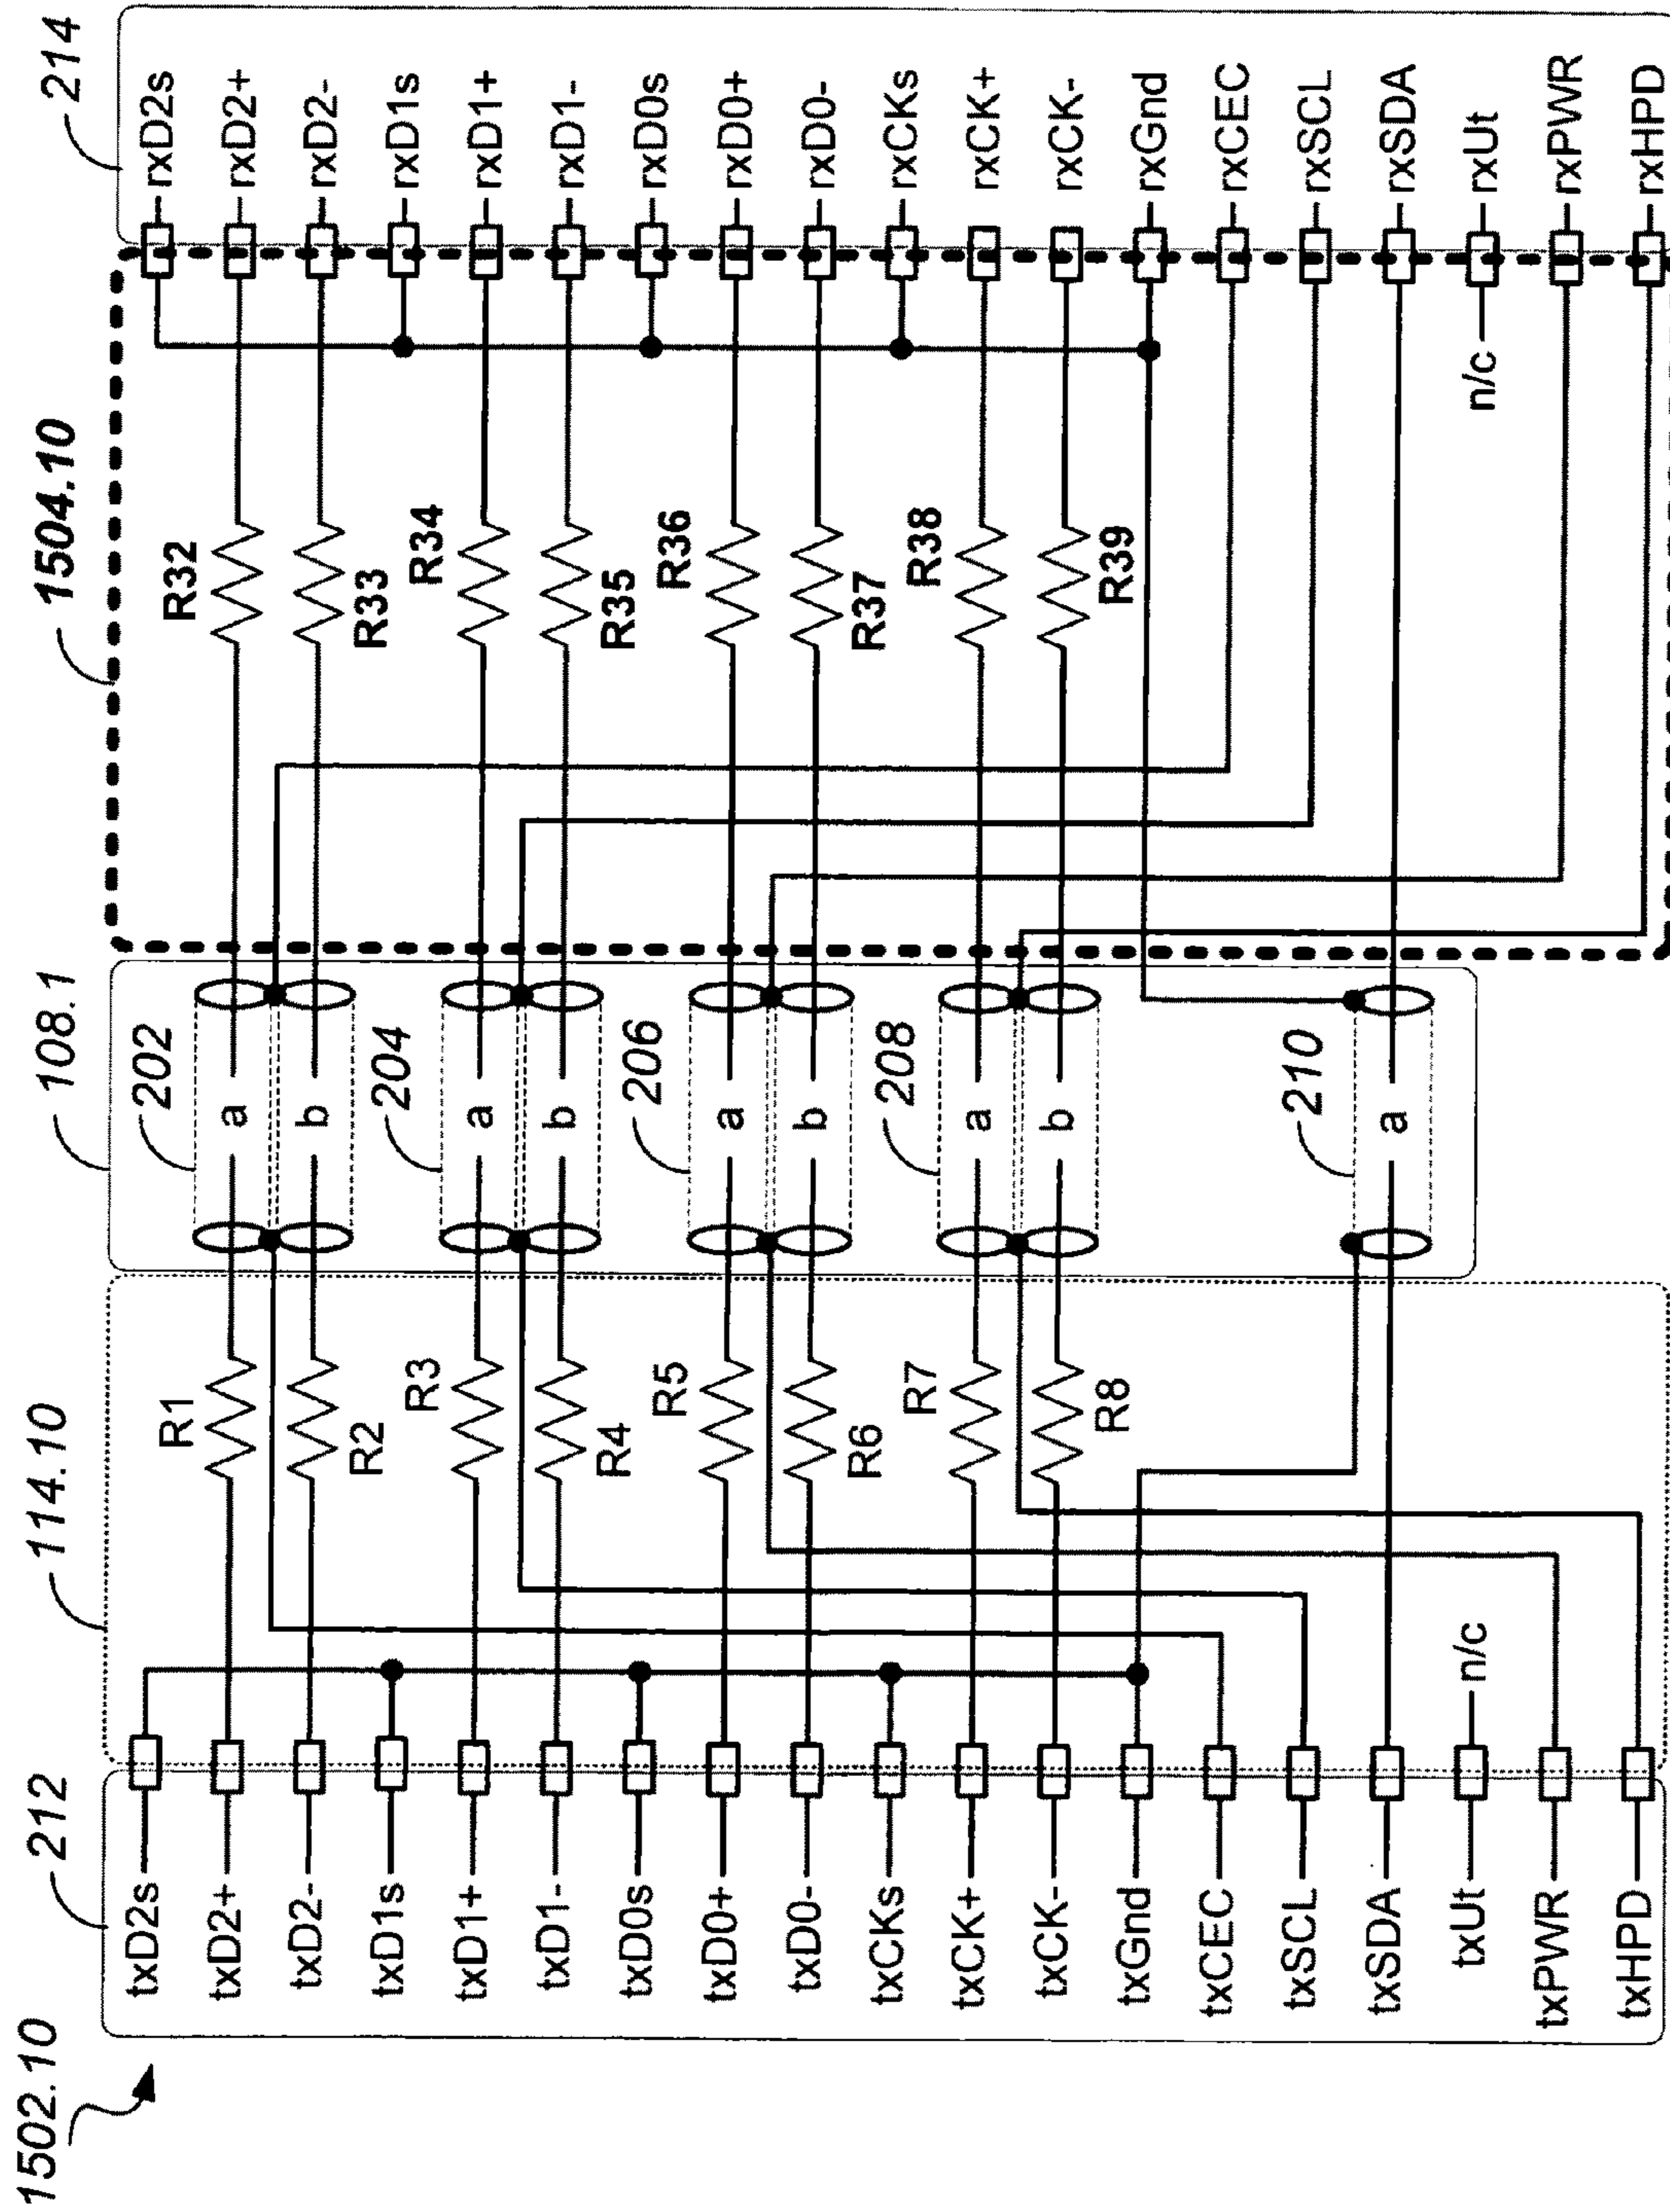 1502.10
212
114.10
108.1
1504.10
214
txD2s
txD2+
txD2-
txD1s
txD1+
txD1-
txD0s
txD0+
txD0-
txCKs
txCK+
txCK-
txGnd
txCEC
txSCL
txSDA
txUt
txPWR
txHPD
n/c
R1
R2
R3
R4
R5
R6
R7
R8
202
a
b
204
a
b
206
a
b
208
a
b
210
a
R32
R33
R34
R35
R36
R37
R38
R39
n/c
rxD2s
rxD2+
rxD2-
rxD1s
rxD1+
rxD1-
rxD0s
rxD0+
rxD0-
rxCKs
rxCK+
rxCK-
rxGnd
rxCEC
rxSCL
rxSDA
rxUt
rxPWR
rxHPD